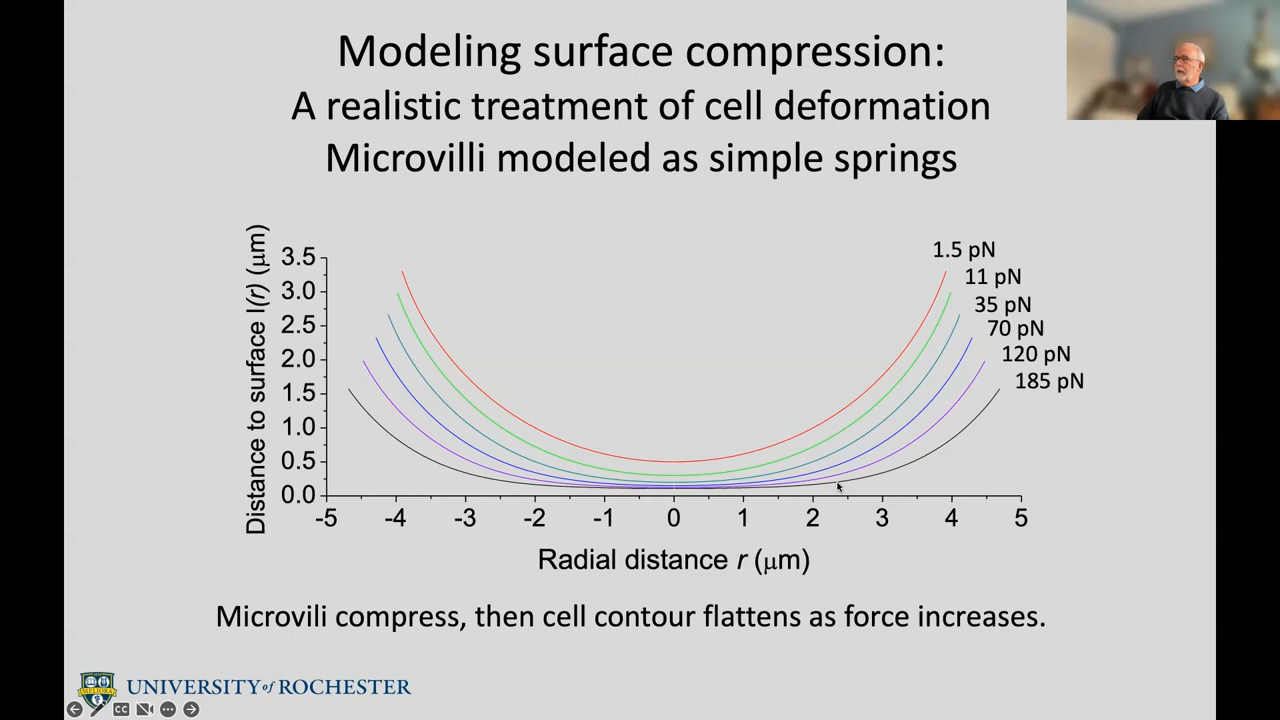 Modeling surface compression:
A realistic treatment of cell deformation
Microvilli modeled as simple springs
Distance to surface l(r) (μm)
3.5
3.0
2.5
2.0
1.5
1.0
0.5
0.0
1.5 pN
11 pN
35 pN
70 pN
120 pN
185 pN
-5 -4 -3 -2 -1 0 1 2 3 4 5
Radial distance r (μm)
Microvili compress, then cell contour flattens as force increases.
MELIORA
UNIVERSITY of ROCHESTER
CC